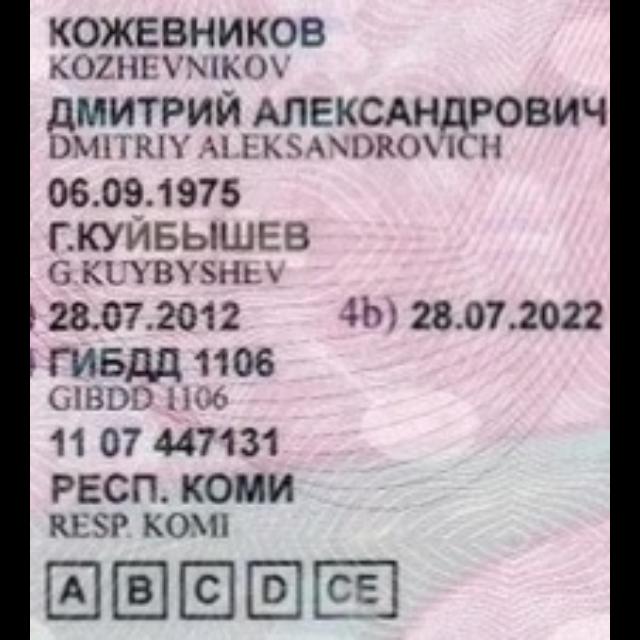 КОЖЕВНИКОВ
KOZHEVNIKOV
ДМИТРИЙ АЛЕКСАНДРОВИЧ
DMITRIY ALEKSANDROVICH
06.09.1975
Г.КУЙБЫШЕВ
G.KUYBYSHEV
28.07.2012 4b) 28.07.2022
ГИБДД 1106
GIBDD 1106
11 07 447131
РЕСП. КОМИ
RESP. KOMI
A B C D CE